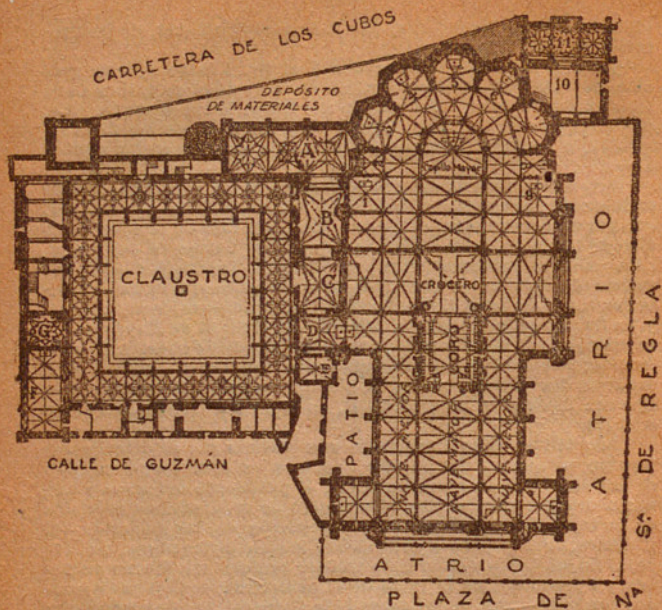 CARRETERA DE LOS CUBOS
DEPÓSITO
DE MATERIALES
11
10
A
B
C
D
G
CLAUSTRO
CRUCERO
CORO
PATIO
ATRIO
CALLE DE GUZMÁN
ATRIO
PLAZA DE Nª Sª DE REGLA